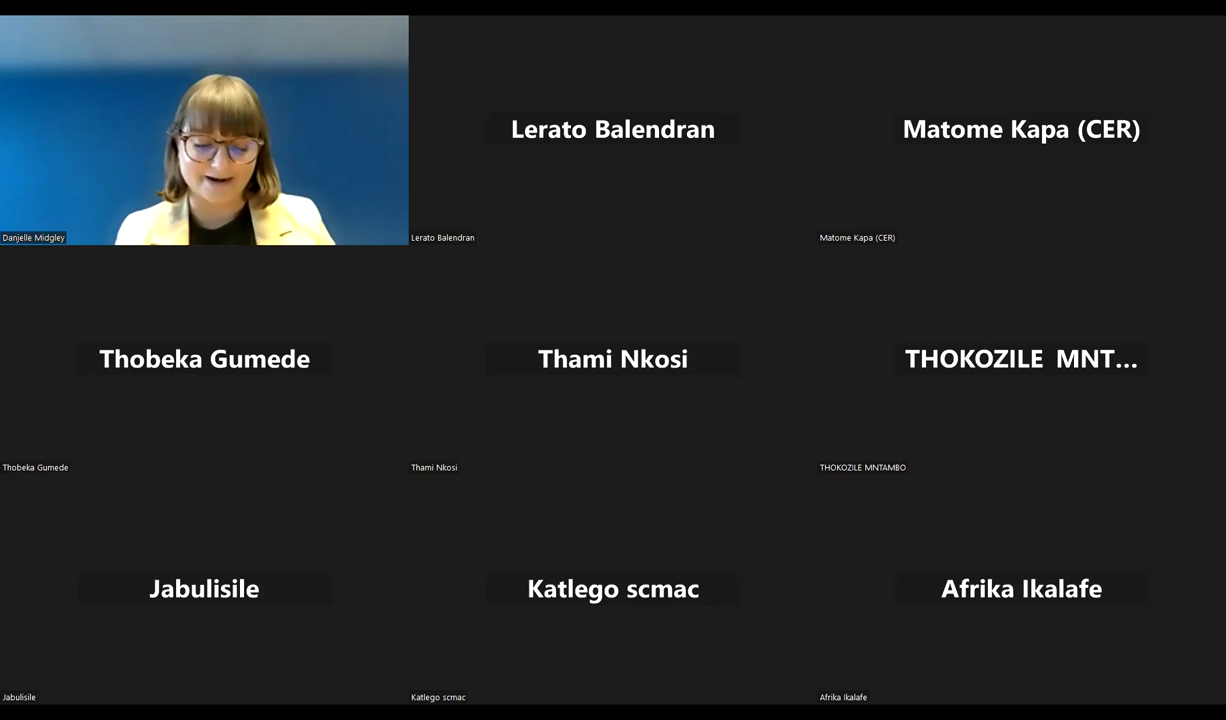 Lerato Balendran
Matome Kapa (CER)
Danjelle Midgley
Lerato Balendran
Matome Kapa (CER)
Thobeka Gumede
Thami Nkosi
THOKOZILE MNT...
Thobeka Gumede
Thami Nkosi
THOKOZILE MNTAMBO
Jabulisile
Katlego scmac
Afrika Ikalafe
Jabulisile
Katlego scmac
Afrika Ikalafe